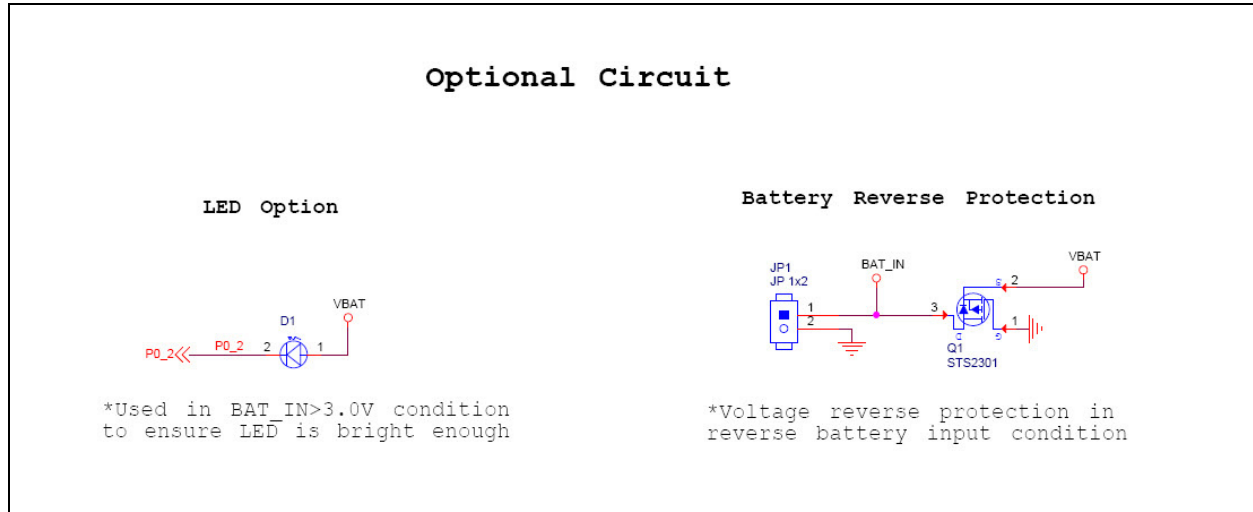 Optional Circuit
LED Option
VBAT
D1
P0_2
P0_2
2
1
*Used in BAT_IN>3.0V condition
to ensure LED is bright enough
Battery Reverse Protection
JP1
JP 1x2
BAT_IN
VBAT
1
2
3
S
2
D
G
1
Q1
STS2301
*Voltage reverse protection in
reverse battery input condition